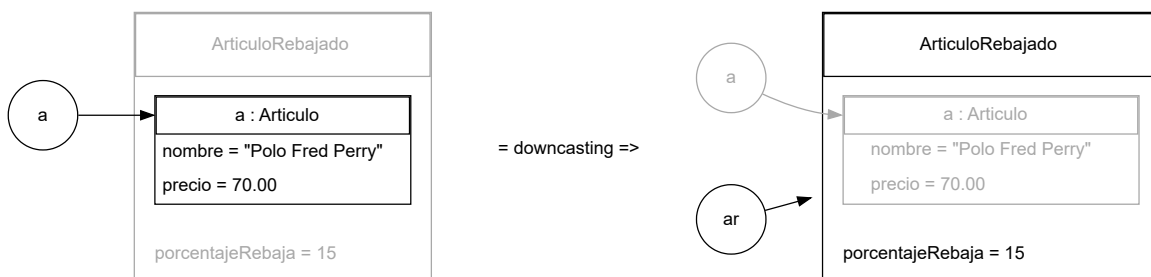 ArticuloRebajado
a
a : Articulo
nombre = "Polo Fred Perry"
precio = 70.00
porcentajeRebaja = 15
= downcasting =>
ArticuloRebajado
a
a : Articulo
nombre = "Polo Fred Perry"
precio = 70.00
ar
porcentajeRebaja = 15